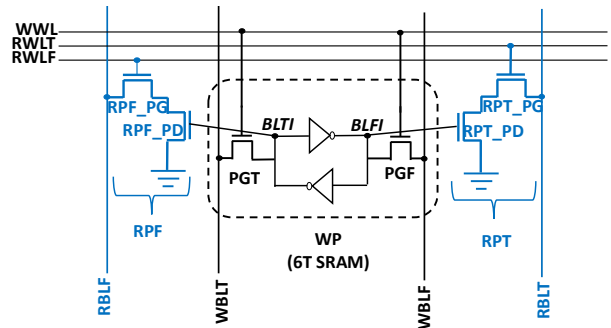 WWL
RWLT
RWLF
RPF_PG
RPT_PG
RPF_PD
BLTI
BLFI
RPT_PD
PGT
PGF
RPF
WP
RPT
(6T SRAM)
RBLF
WBLT
WBLF
RBLT